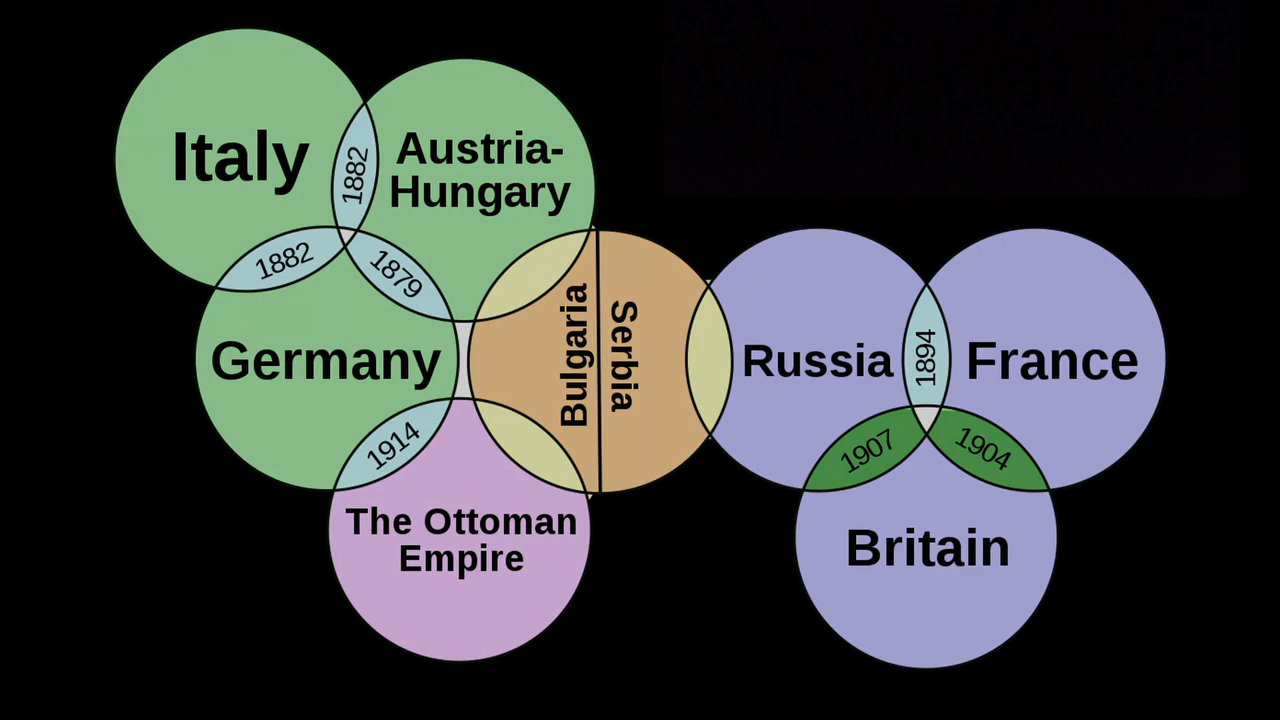 Italy
Austria-
Hungary
1882
1882
1879
Germany
Bulgaria
Serbia
Russia
1894
France
1914
1907
1904
The Ottoman
Empire
Britain